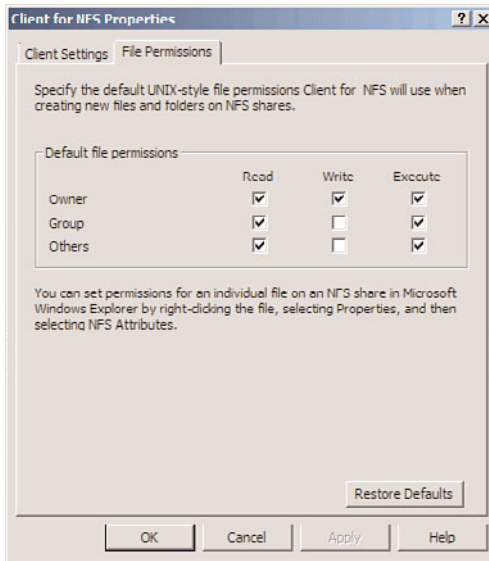 Client for NFS Properties
Client Settings
File Permissions
Specify the default UNIX-style file permissions Client for NFS will use when
creating new files and folders on NFS shares.
Default file permissions
Read Write Execute
Owner
Group
Others
You can set permissions for an individual file on an NFS share in Microsoft
Windows Explorer by right-clicking the file, selecting Properties, and then
selecting NFS Attributes.
Restore Defaults
OK Cancel Apply Help